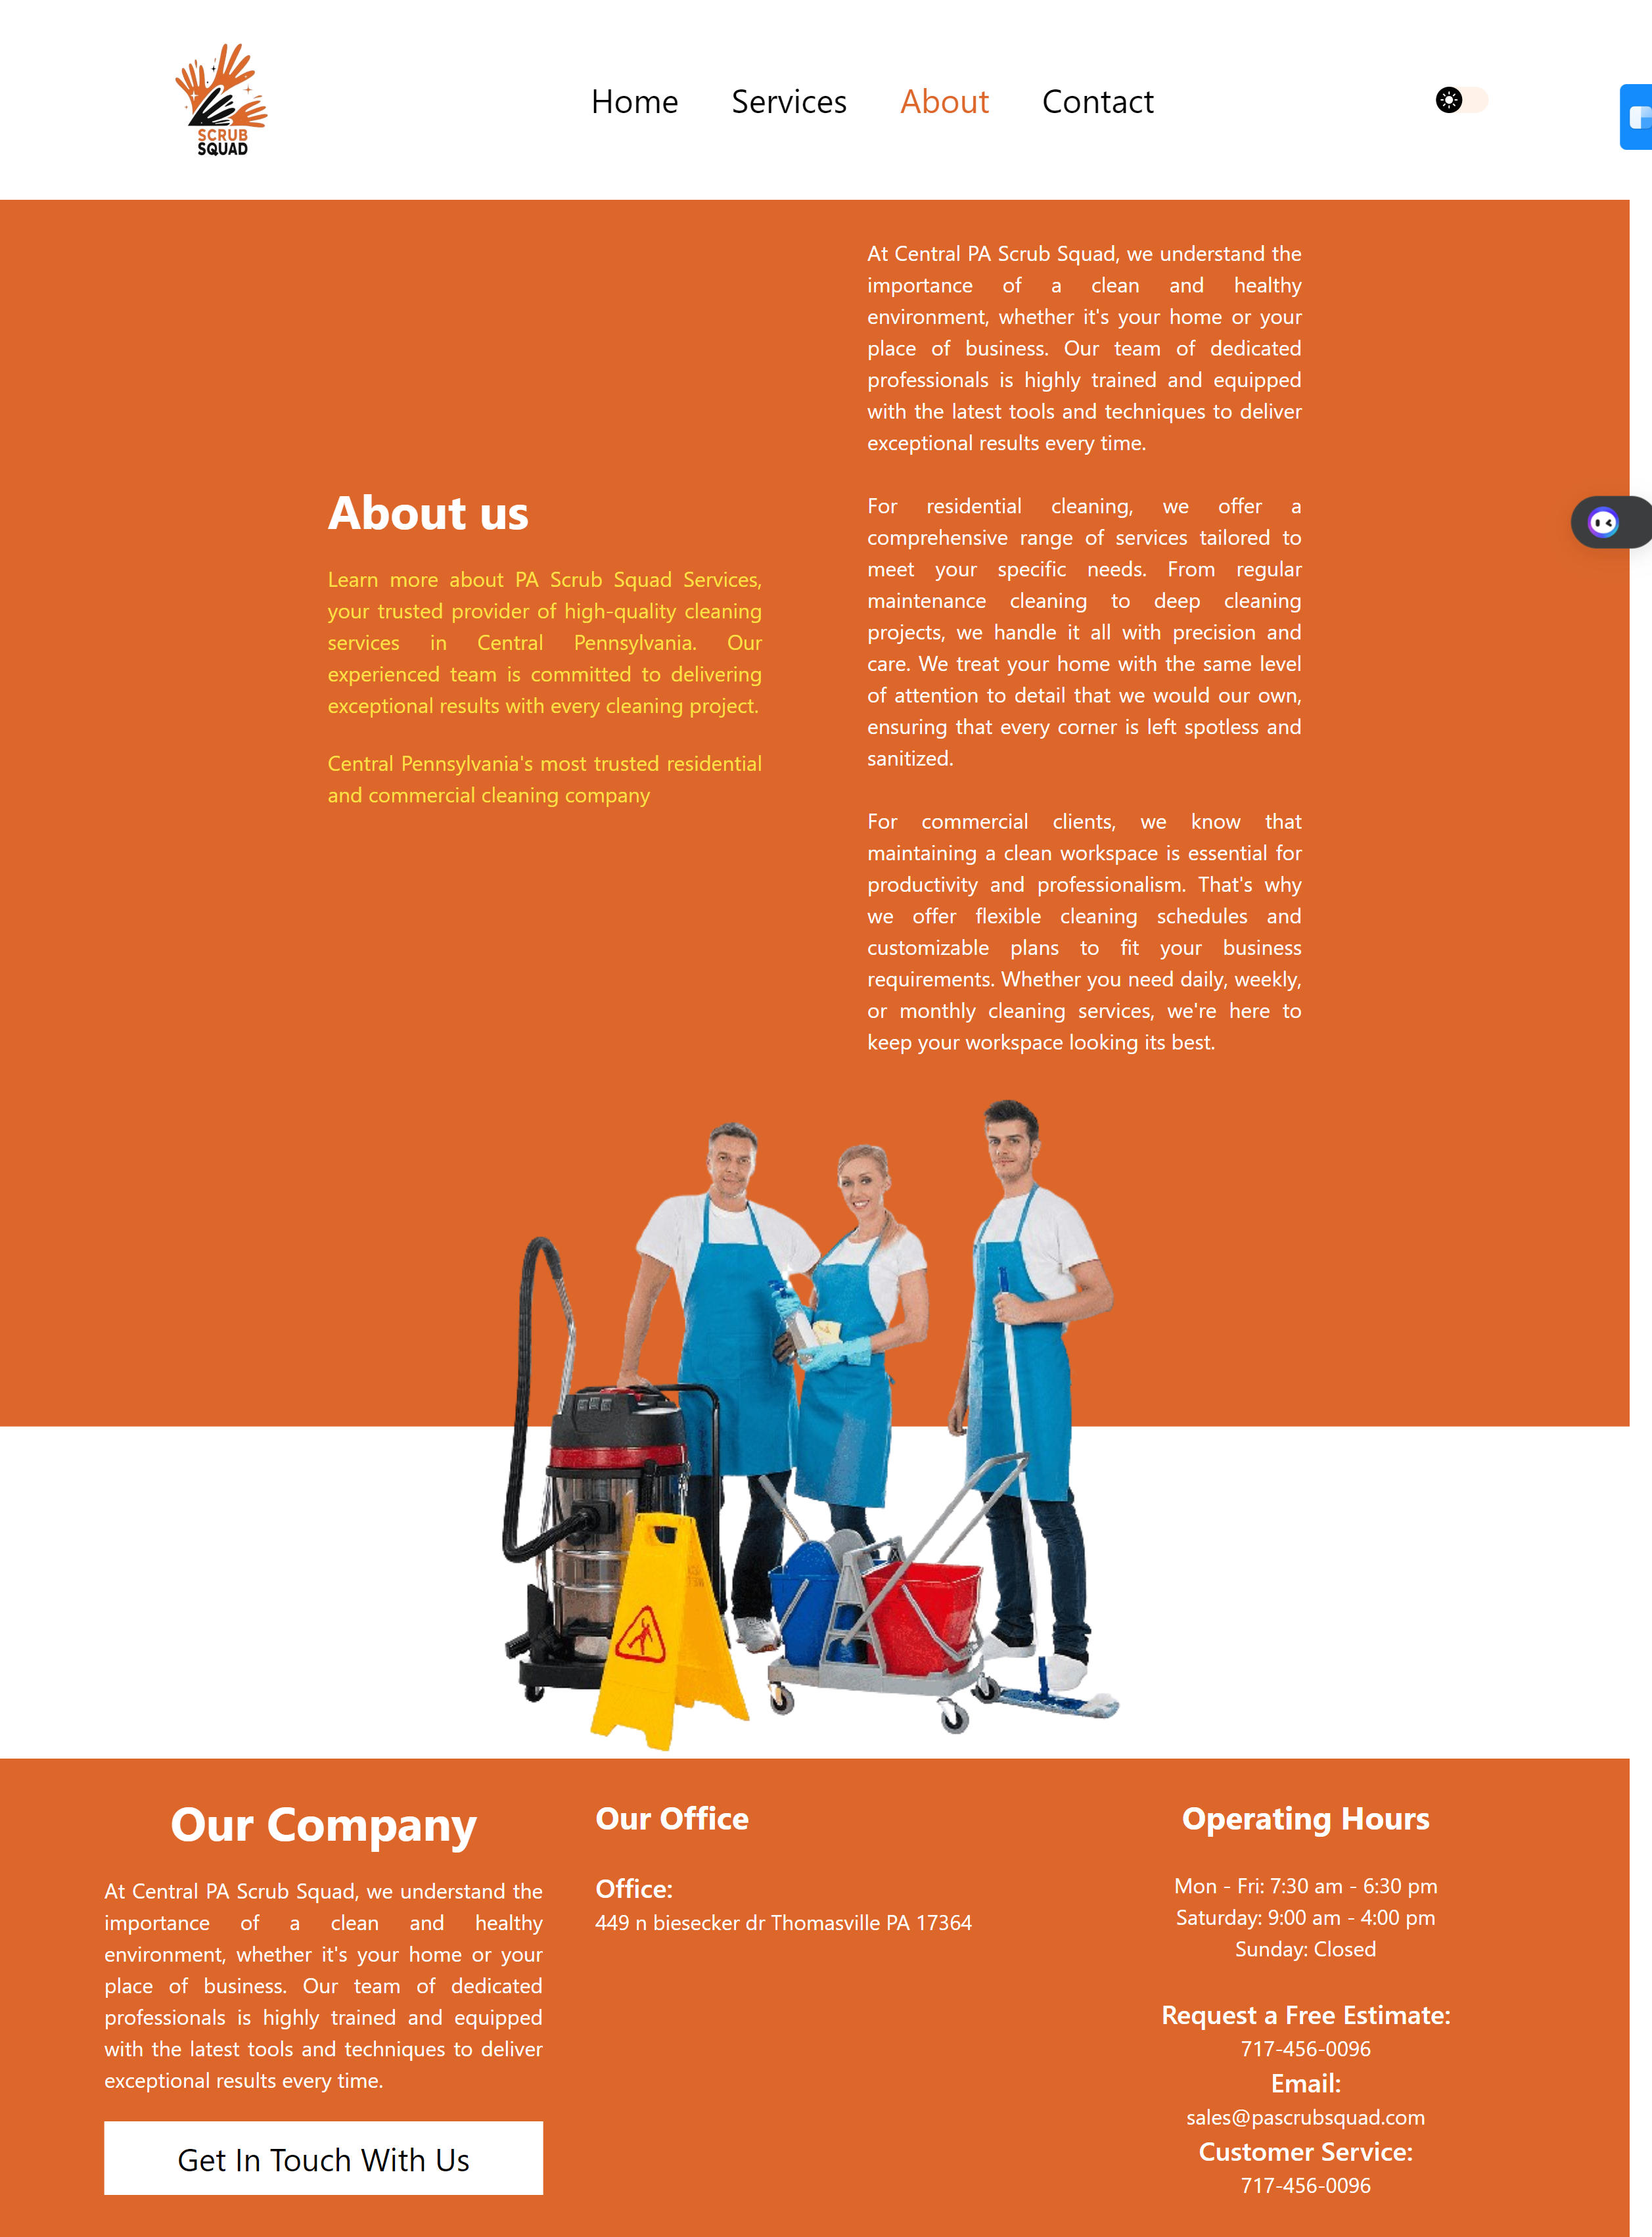 SCRUB
SQUAD
Home Services About Contact
About us
Learn more about PA Scrub Squad Services,
your trusted provider of high-quality cleaning
services in Central Pennsylvania. Our
experienced team is committed to delivering
exceptional results with every cleaning project.
Central Pennsylvania's most trusted residential
and commercial cleaning company
At Central PA Scrub Squad, we understand the
importance of a clean and healthy
environment, whether it's your home or your
place of business. Our team of dedicated
professionals is highly trained and equipped
with the latest tools and techniques to deliver
exceptional results every time.
For residential cleaning, we offer a
comprehensive range of services tailored to
meet your specific needs. From regular
maintenance cleaning to deep cleaning
projects, we handle it all with precision and
care. We treat your home with the same level
of attention to detail that we would our own,
ensuring that every corner is left spotless and
sanitized.
For commercial clients, we know that
maintaining a clean workspace is essential for
productivity and professionalism. That's why
we offer flexible cleaning schedules and
customizable plans to fit your business
requirements. Whether you need daily, weekly,
or monthly cleaning services, we're here to
keep your workspace looking its best.
Our Company
At Central PA Scrub Squad, we understand the
importance of a clean and healthy
environment, whether it's your home or your
place of business. Our team of dedicated
professionals is highly trained and equipped
with the latest tools and techniques to deliver
exceptional results every time.
Get In Touch With Us
Our Office
Office:
449 n biesecker dr Thomasville PA 17364
Operating Hours
Mon - Fri: 7:30 am - 6:30 pm
Saturday: 9:00 am - 4:00 pm
Sunday: Closed
Request a Free Estimate:
717-456-0096
Email:
sales@pascrubsquad.com
Customer Service:
717-456-0096